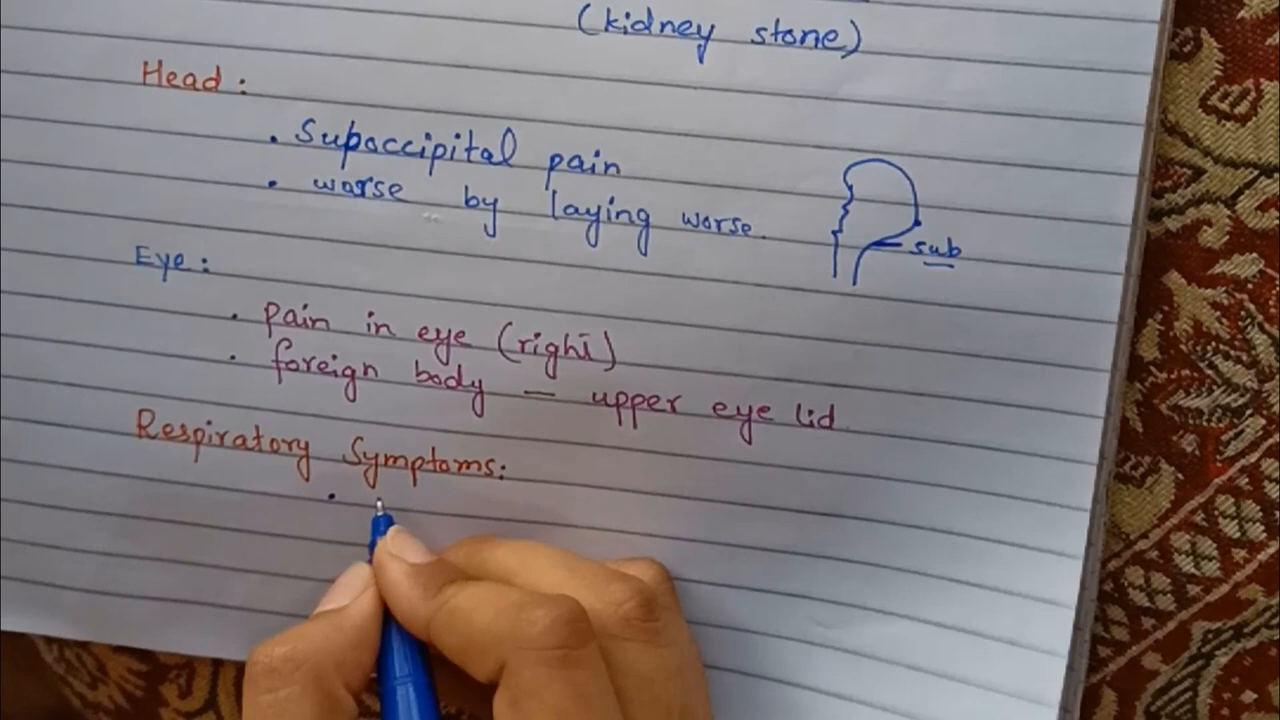 (kidney stone)
Head :
. Supaccipital pain
. worse by laying worse.
sub
Eye :
. Pain in eye (right)
. foreign body — upper eye lid
Respiratory Symptoms:
.